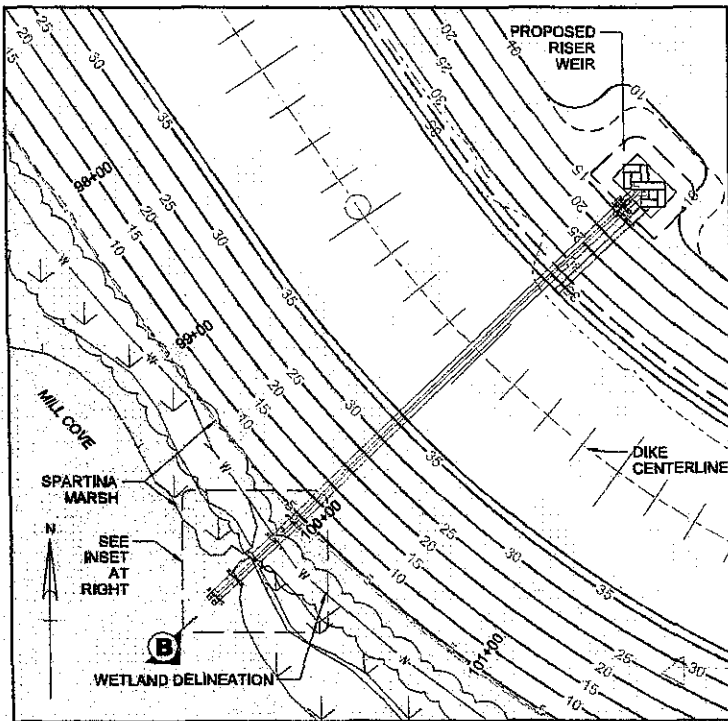 PROPOSED
RISER
WEIR
10
15
20
25
30
35
98+00
99+00
MILL COVE
SPARTINA
MARSH
N
SEE
INSET
AT
RIGHT
B
WETLAND DELINEATION
100+00
101+00
DIKE
CENTERLINE